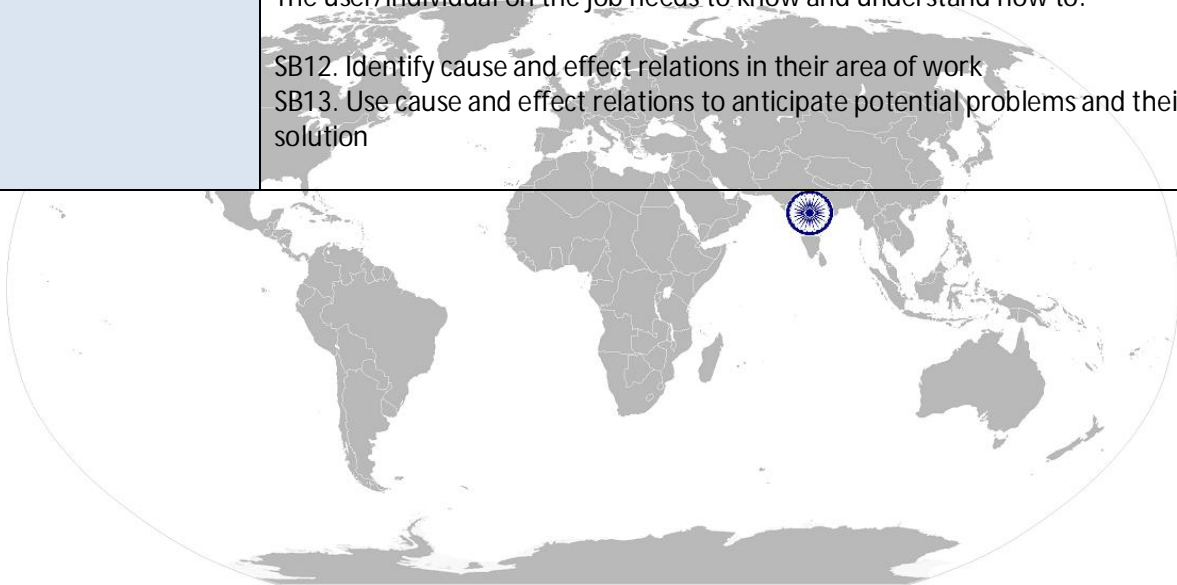 The user/individual on the job needs to know and understand how to:
SB12. Identify cause and effect relations in their area of work
SB13. Use cause and effect relations to anticipate potential problems and thei
solution